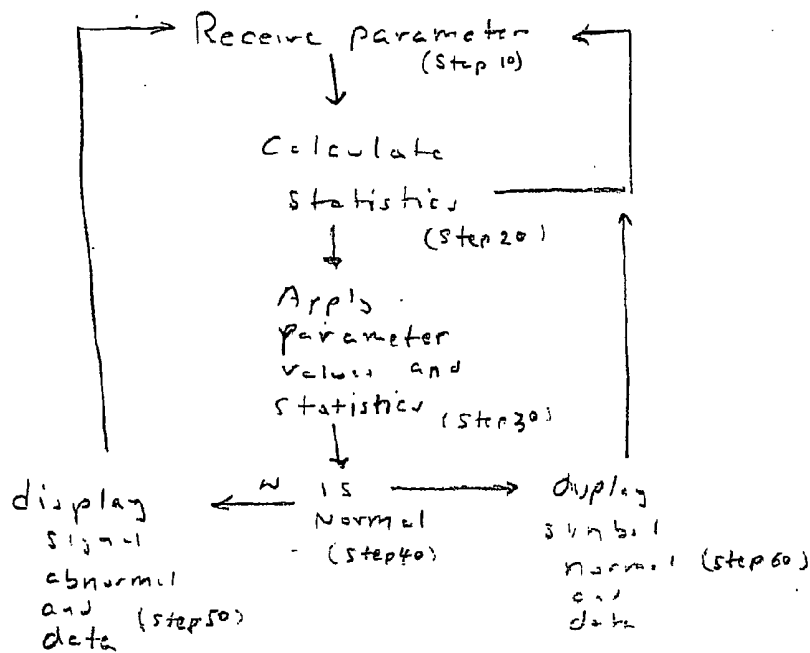 Receive parameter
(Step 10)
Calculate
Statistics
(Step 20)
Apply
parameter
values and
statistics (Step 30)
display
signal
abnormal
and
data (Step 50)
N
is
Normal
(Step 40)
display
symbol
normal (Step 60)
and
data